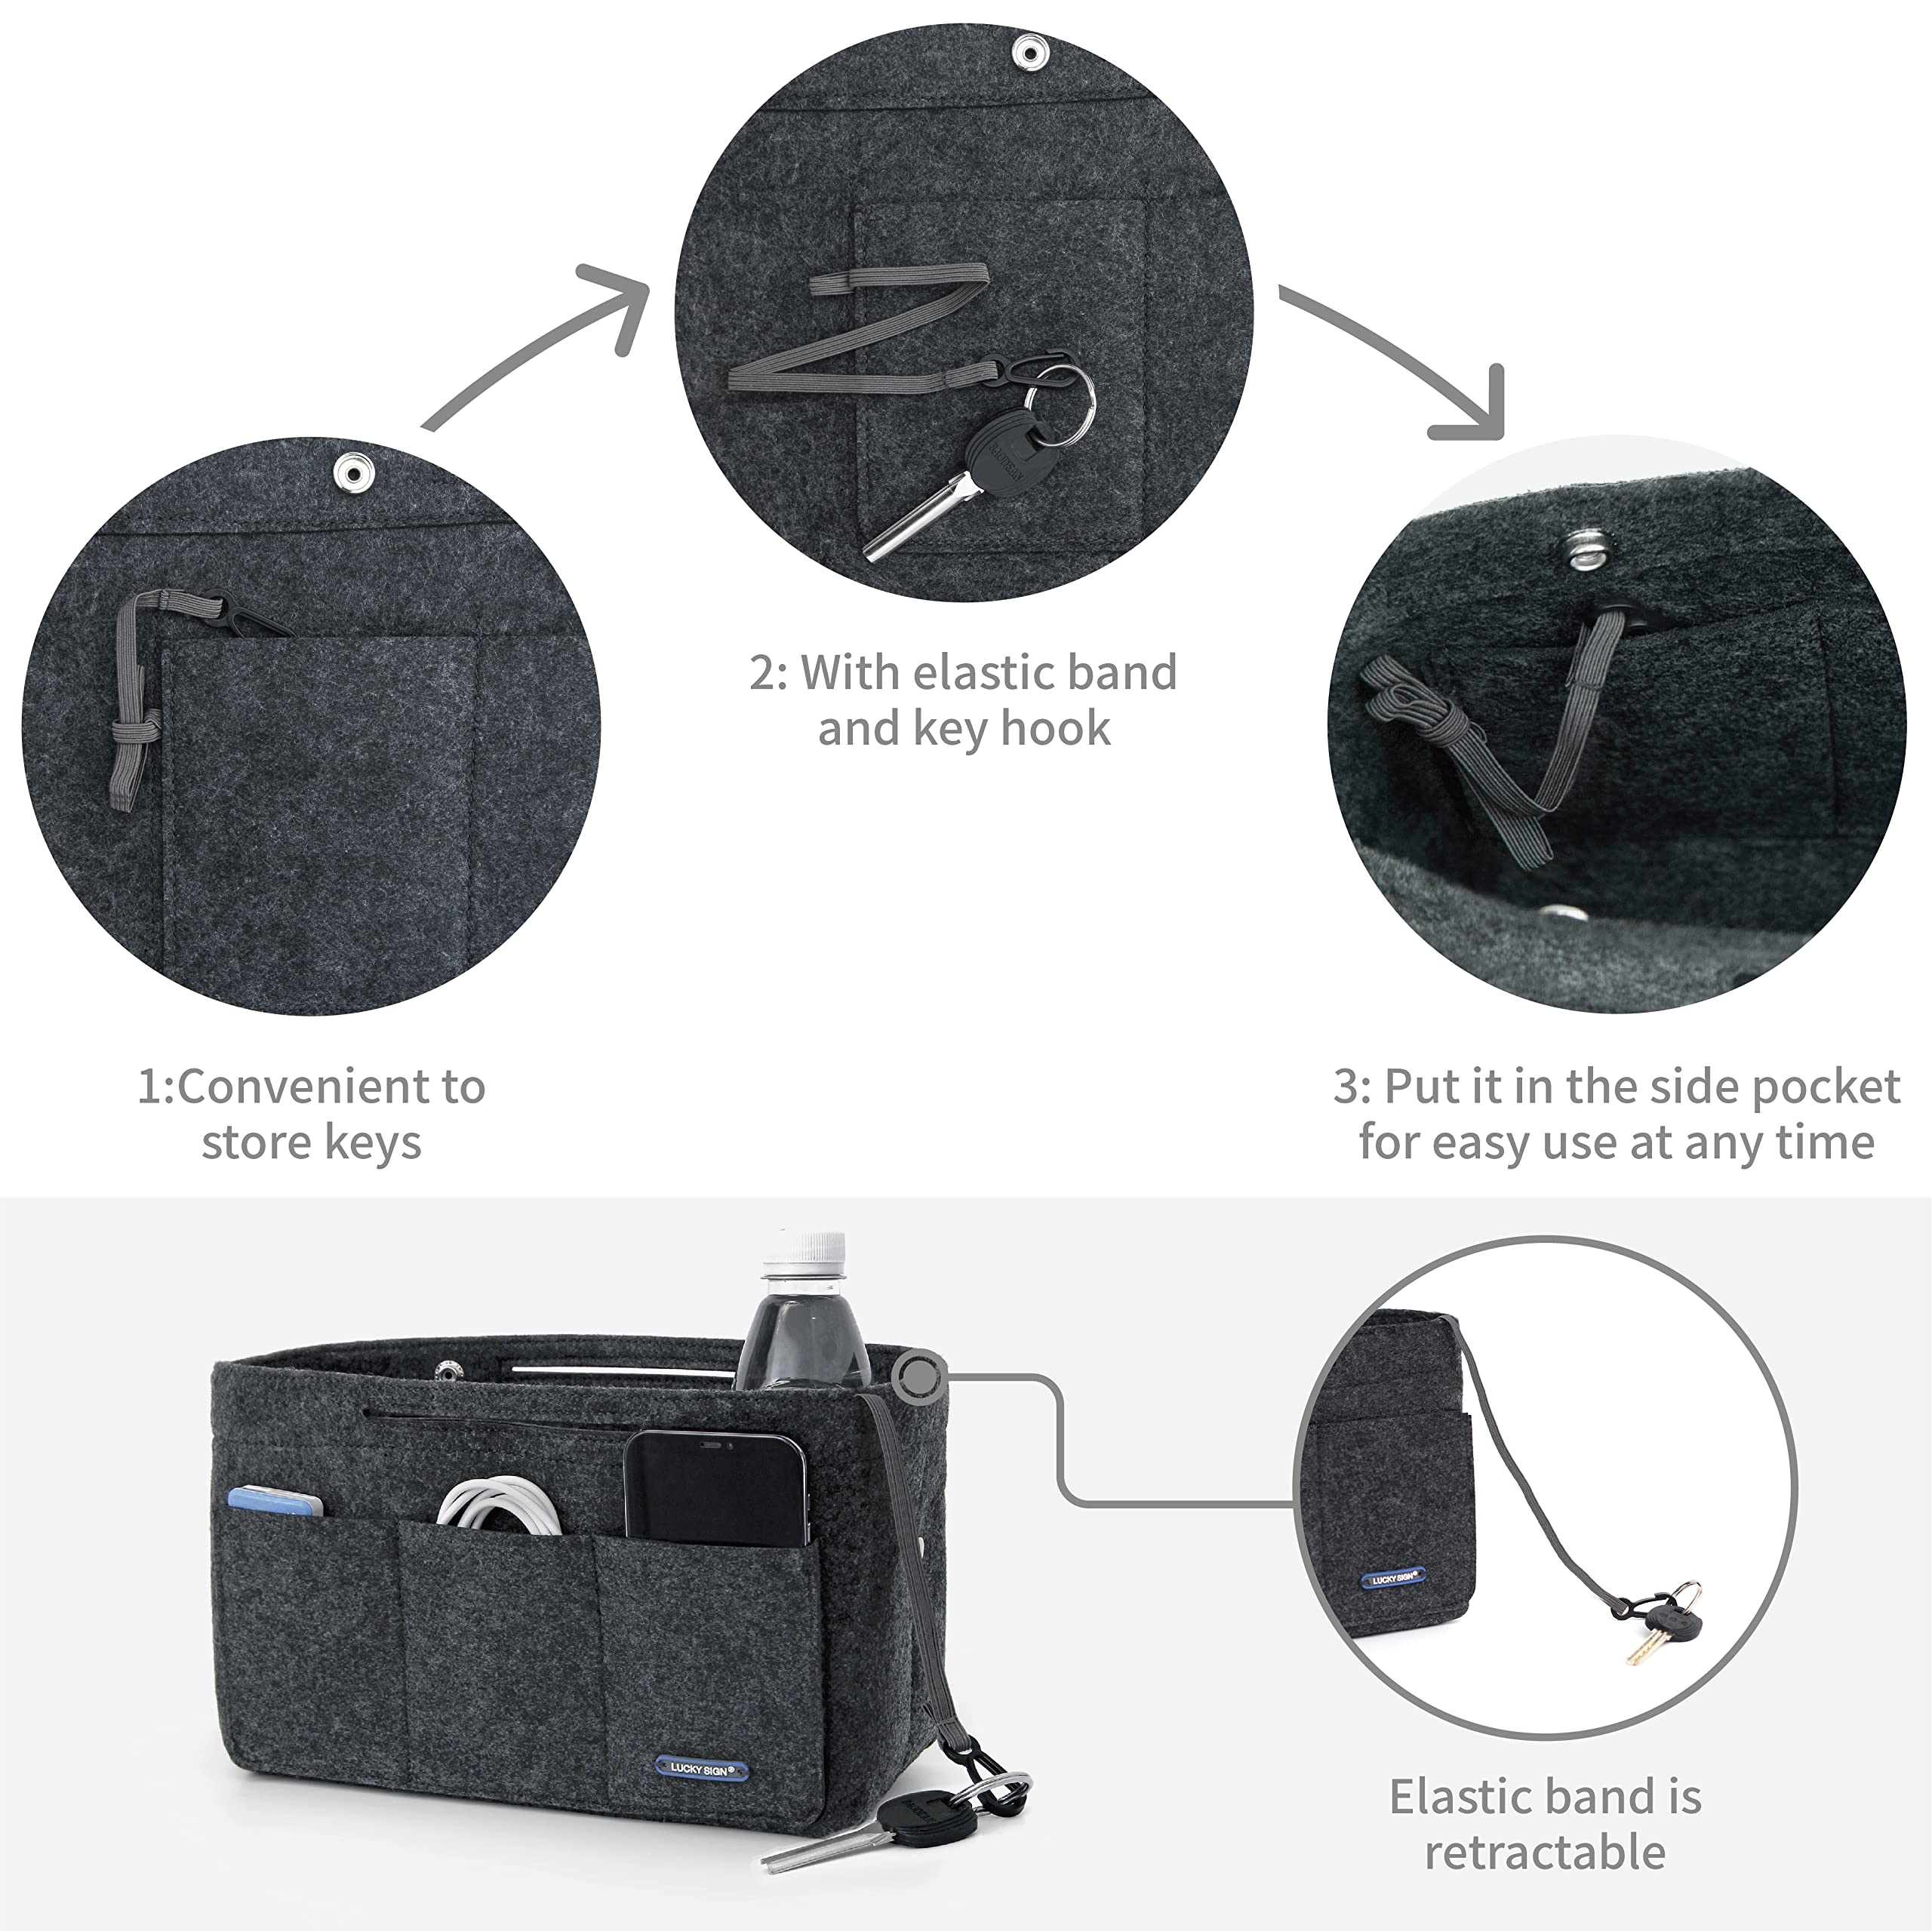 2: With elastic band
and key hook
1:Convenient to
store keys
3: Put it in the side pocket
for easy use at any time
LUCKY SIGN®
LUCKY SIGN®
Elastic band is
retractable